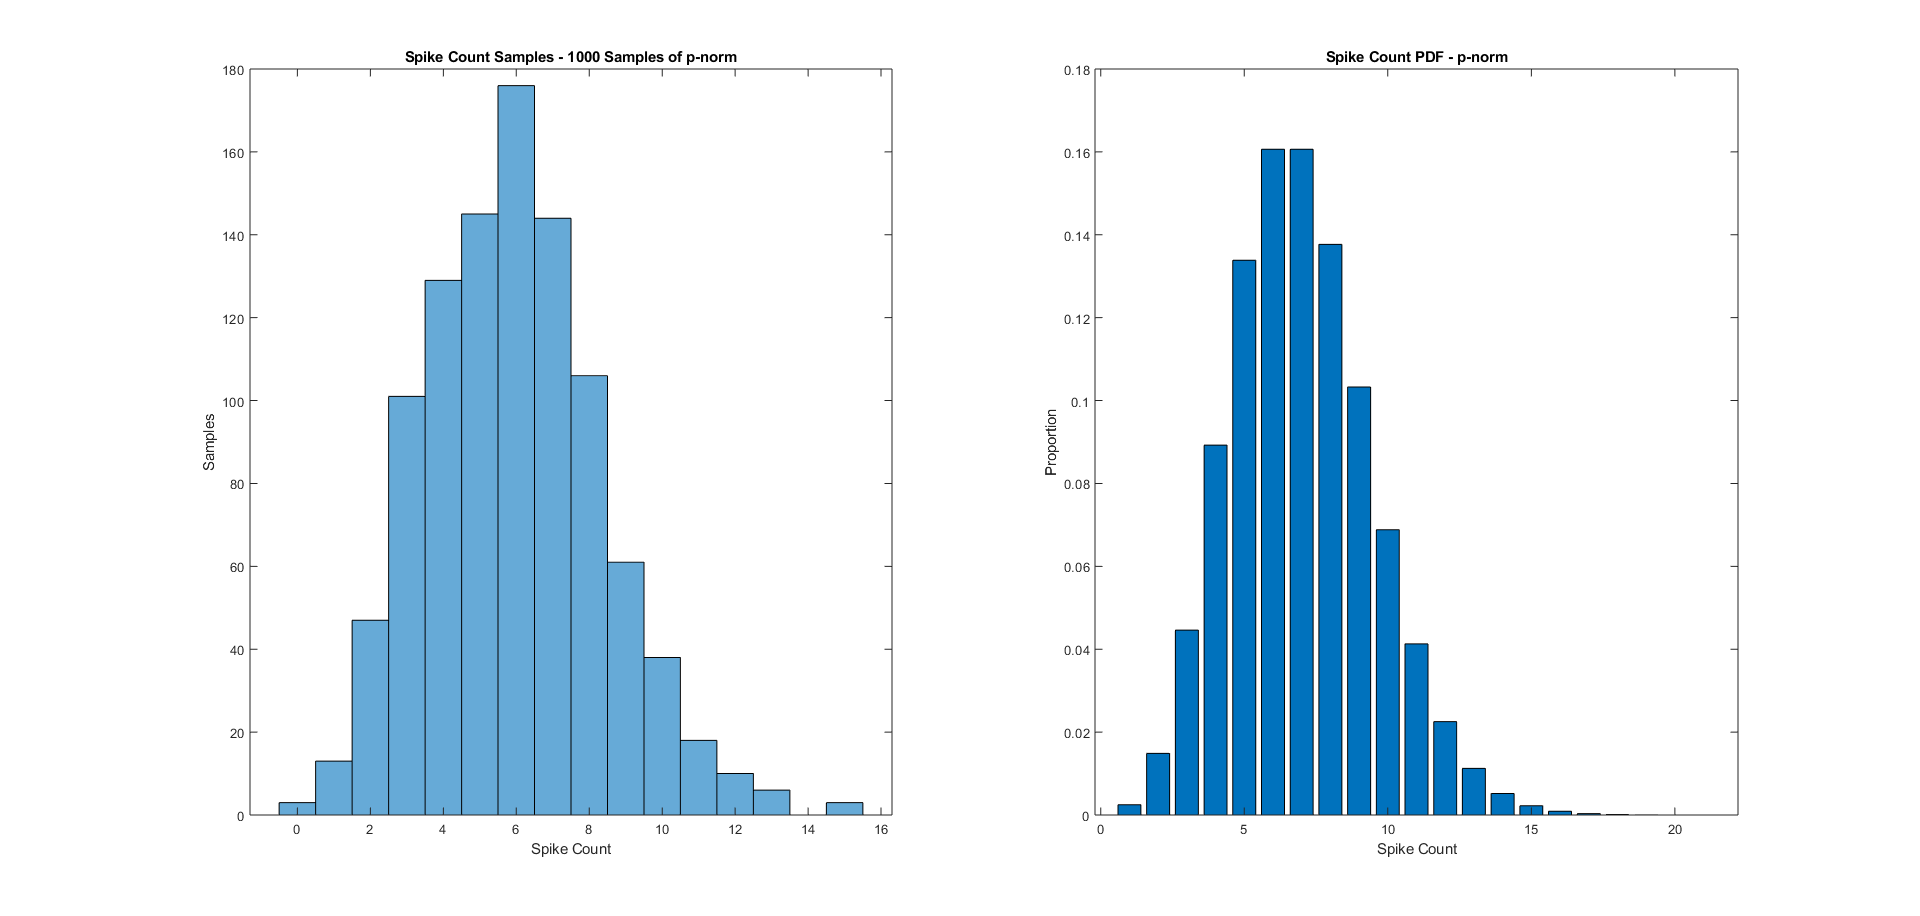 Spike Count Samples - 1000 Samples of p-norm
180
160
140
120
100
80
60
40
20
0
Samples
0 2 4 6 8 10 12 14 16
Spike Count
Spike Count PDF - p-norm
0.18
0.16
0.14
0.12
0.1
0.08
0.06
0.04
0.02
0
Proportion
0 5 10 15 20
Spike Count